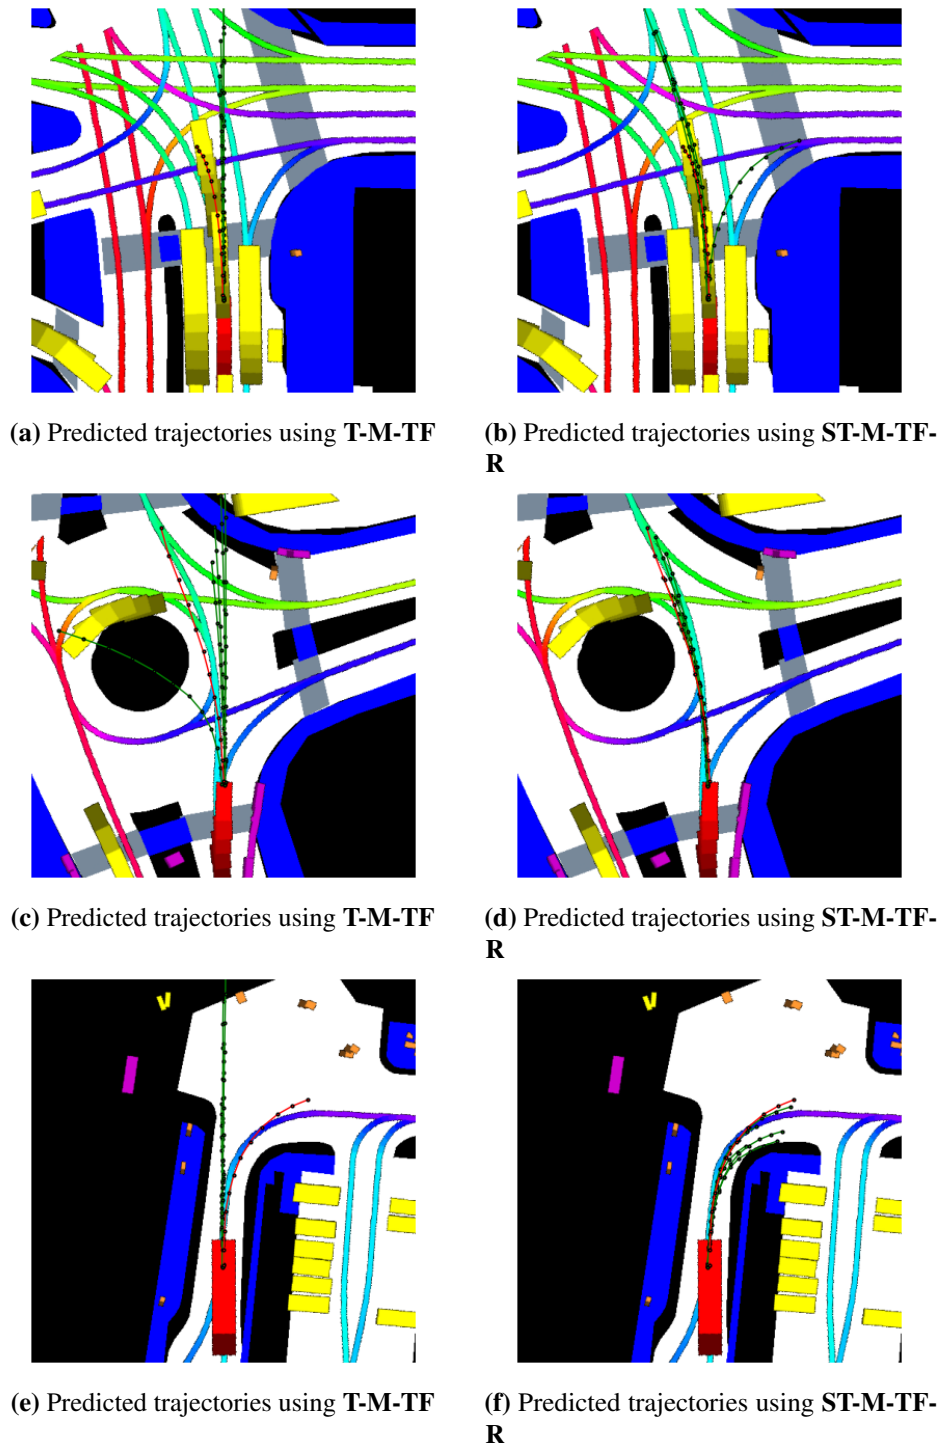 (a) Predicted trajectories using T-M-TF
(b) Predicted trajectories using ST-M-TF-
R
(c) Predicted trajectories using T-M-TF
(d) Predicted trajectories using ST-M-TF-
R
(e) Predicted trajectories using T-M-TF
(f) Predicted trajectories using ST-M-TF-
R